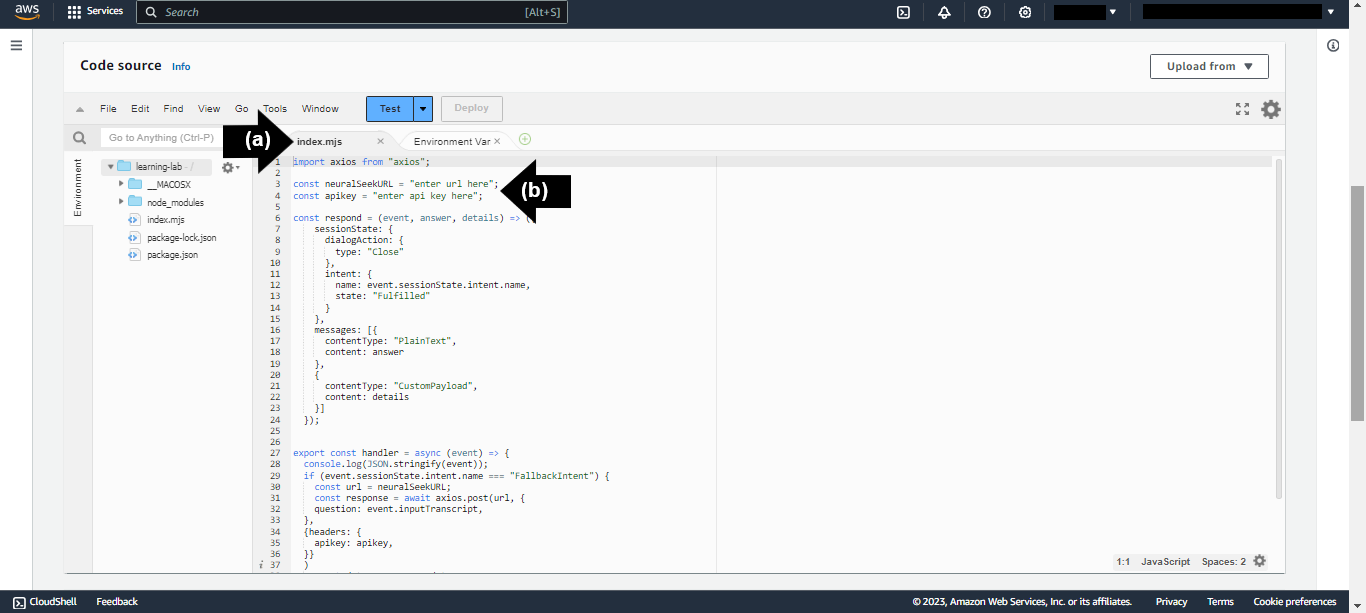 aws
Services
Search [Alt+S]
Code source Info
Upload from
File Edit Find View Go Tools Window
Test
Deploy
Go to Anything (Ctrl-P)
(a)
index.mjs
Environment Var
Environment
learning-lab - /
__MACOSX
node_modules
index.mjs
package-lock.json
package.json
(b)
1 import axios from "axios";
2
3 const neuralSeekURL = "enter url here";
4 const apikey = "enter api key here";
5
6 const respond = (event, answer, details) => (
7 sessionState: {
8 dialogAction: {
9 type: "Close"
10 },
11 intent: {
12 name: event.sessionState.intent.name,
13 state: "Fulfilled"
14 }
15 },
16 messages: [{
17 contentType: "PlainText",
18 content: answer
19 },
20 {
21 contentType: "CustomPayload",
22 content: details
23 }]
24 });
25
26
27 export const handler = async (event) => {
28 console.log(JSON.stringify(event));
29 if (event.sessionState.intent.name === "FallbackIntent") {
30 const url = neuralSeekURL;
31 const response = await axios.post(url, {
32 question: event.inputTranscript,
33 },
34 {headers: {
35 apikey: apikey,
36 }}
37 )
1:1 JavaScript Spaces: 2
CloudShell Feedback
© 2023, Amazon Web Services, Inc. or its affiliates. Privacy Terms Cookie preferences